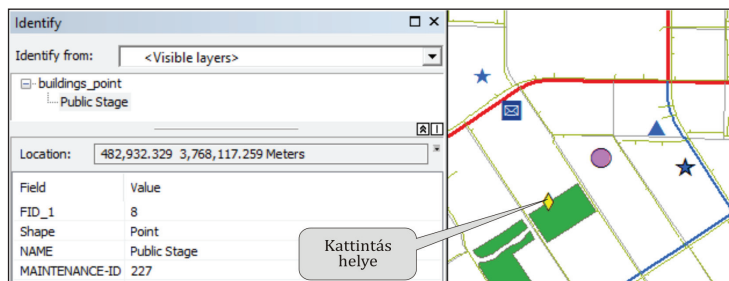 Identify
Identify from: <Visible layers>
buildings_point
Public Stage
Location: 482,932.329 3,768,117.259 Meters
Field Value
FID_1 8
Shape Point
NAME Public Stage
MAINTENANCE-ID 227
Kattintás
helye